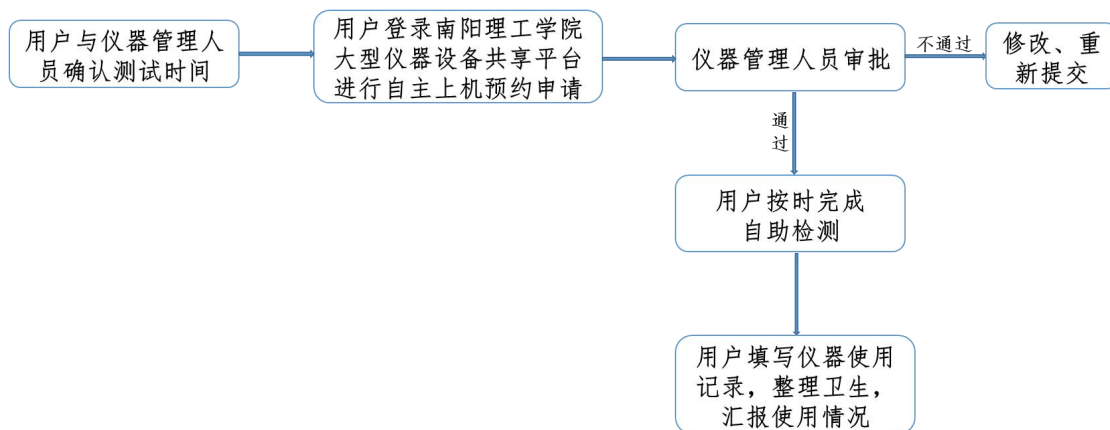 用户与仪器管理人
员确认测试时间
用户登录南阳理工学院
大型仪器设备共享平台
进行自主上机预约申请
仪器管理人员审批
不通过
修改、重
新提交
通
过
用户按时完成
自助检测
用户填写仪器使用
记录，整理卫生，
汇报使用情况